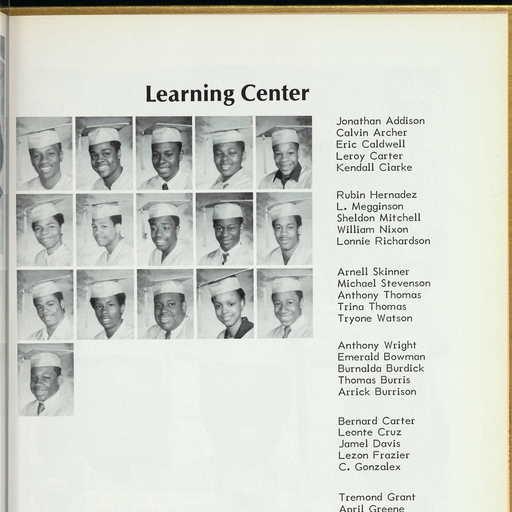 Learning Center
Jonathan Addison
Calvin Archer
Eric Caldwell
Leroy Carter
Kendall Clarke
Rubin Hernadez
L. Megginson
Sheldon Mitchell
William Nixon
Lonnie Richardson
Arnell Skinner
Michael Stevenson
Anthony Thomas
Trina Thomas
Tryone Watson
Anthony Wright
Emerald Bowman
Burnalda Burdick
Thomas Burris
Arrick Burrison
Bernard Carter
Leonte Cruz
Jamel Davis
Lezon Frazier
C. Gonzalex
Tremond Grant
April Greene